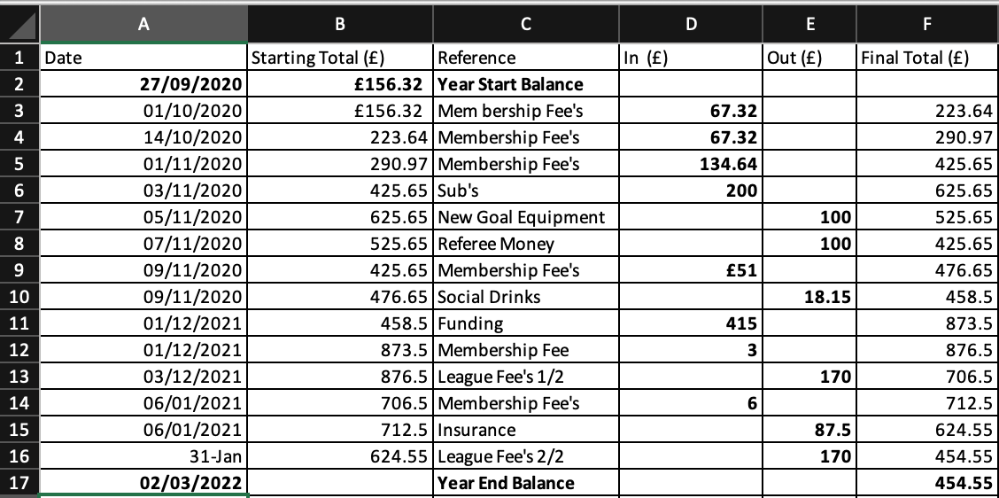 A B C D E F
1 Date Starting Total (£) Reference In (£) Out (£) Final Total (£)
2 27/09/2020 £156.32 Year Start Balance
3 01/10/2020 £156.32 Mem bership Fee's 67.32 223.64
4 14/10/2020 223.64 Membership Fee's 67.32 290.97
5 01/11/2020 290.97 Membership Fee's 134.64 425.65
6 03/11/2020 425.65 Sub's 200 625.65
7 05/11/2020 625.65 New Goal Equipment 100 525.65
8 07/11/2020 525.65 Referee Money 100 425.65
9 09/11/2020 425.65 Membership Fee's £51 476.65
10 09/11/2020 476.65 Social Drinks 18.15 458.5
11 01/12/2021 458.5 Funding 415 873.5
12 01/12/2021 873.5 Membership Fee 3 876.5
13 03/12/2021 876.5 League Fee's 1/2 170 706.5
14 06/01/2021 706.5 Membership Fee's 6 712.5
15 06/01/2021 712.5 Insurance 87.5 624.55
16 31-Jan 624.55 League Fee's 2/2 170 454.55
17 02/03/2022 Year End Balance 454.55